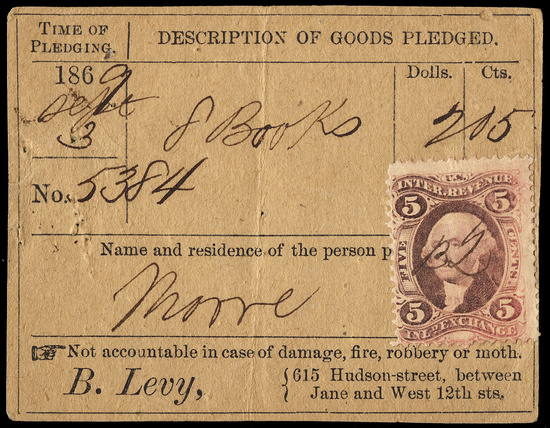 TIME OF
PLEDGING.
DESCRIPTION OF GOODS PLEDGED.
1869
Dolls. Cts.
Sept
3
8 Books
205
No. 5384
Name and residence of the person p
Moore
Not accountable in case of damage, fire, robbery or moth.
B. Levy,
615 Hudson-street, between
Jane and West 12th sts.
U.S.
INTER. REVENUE
5 5
FIVE CENTS
5 5
INL. EXCHANGE